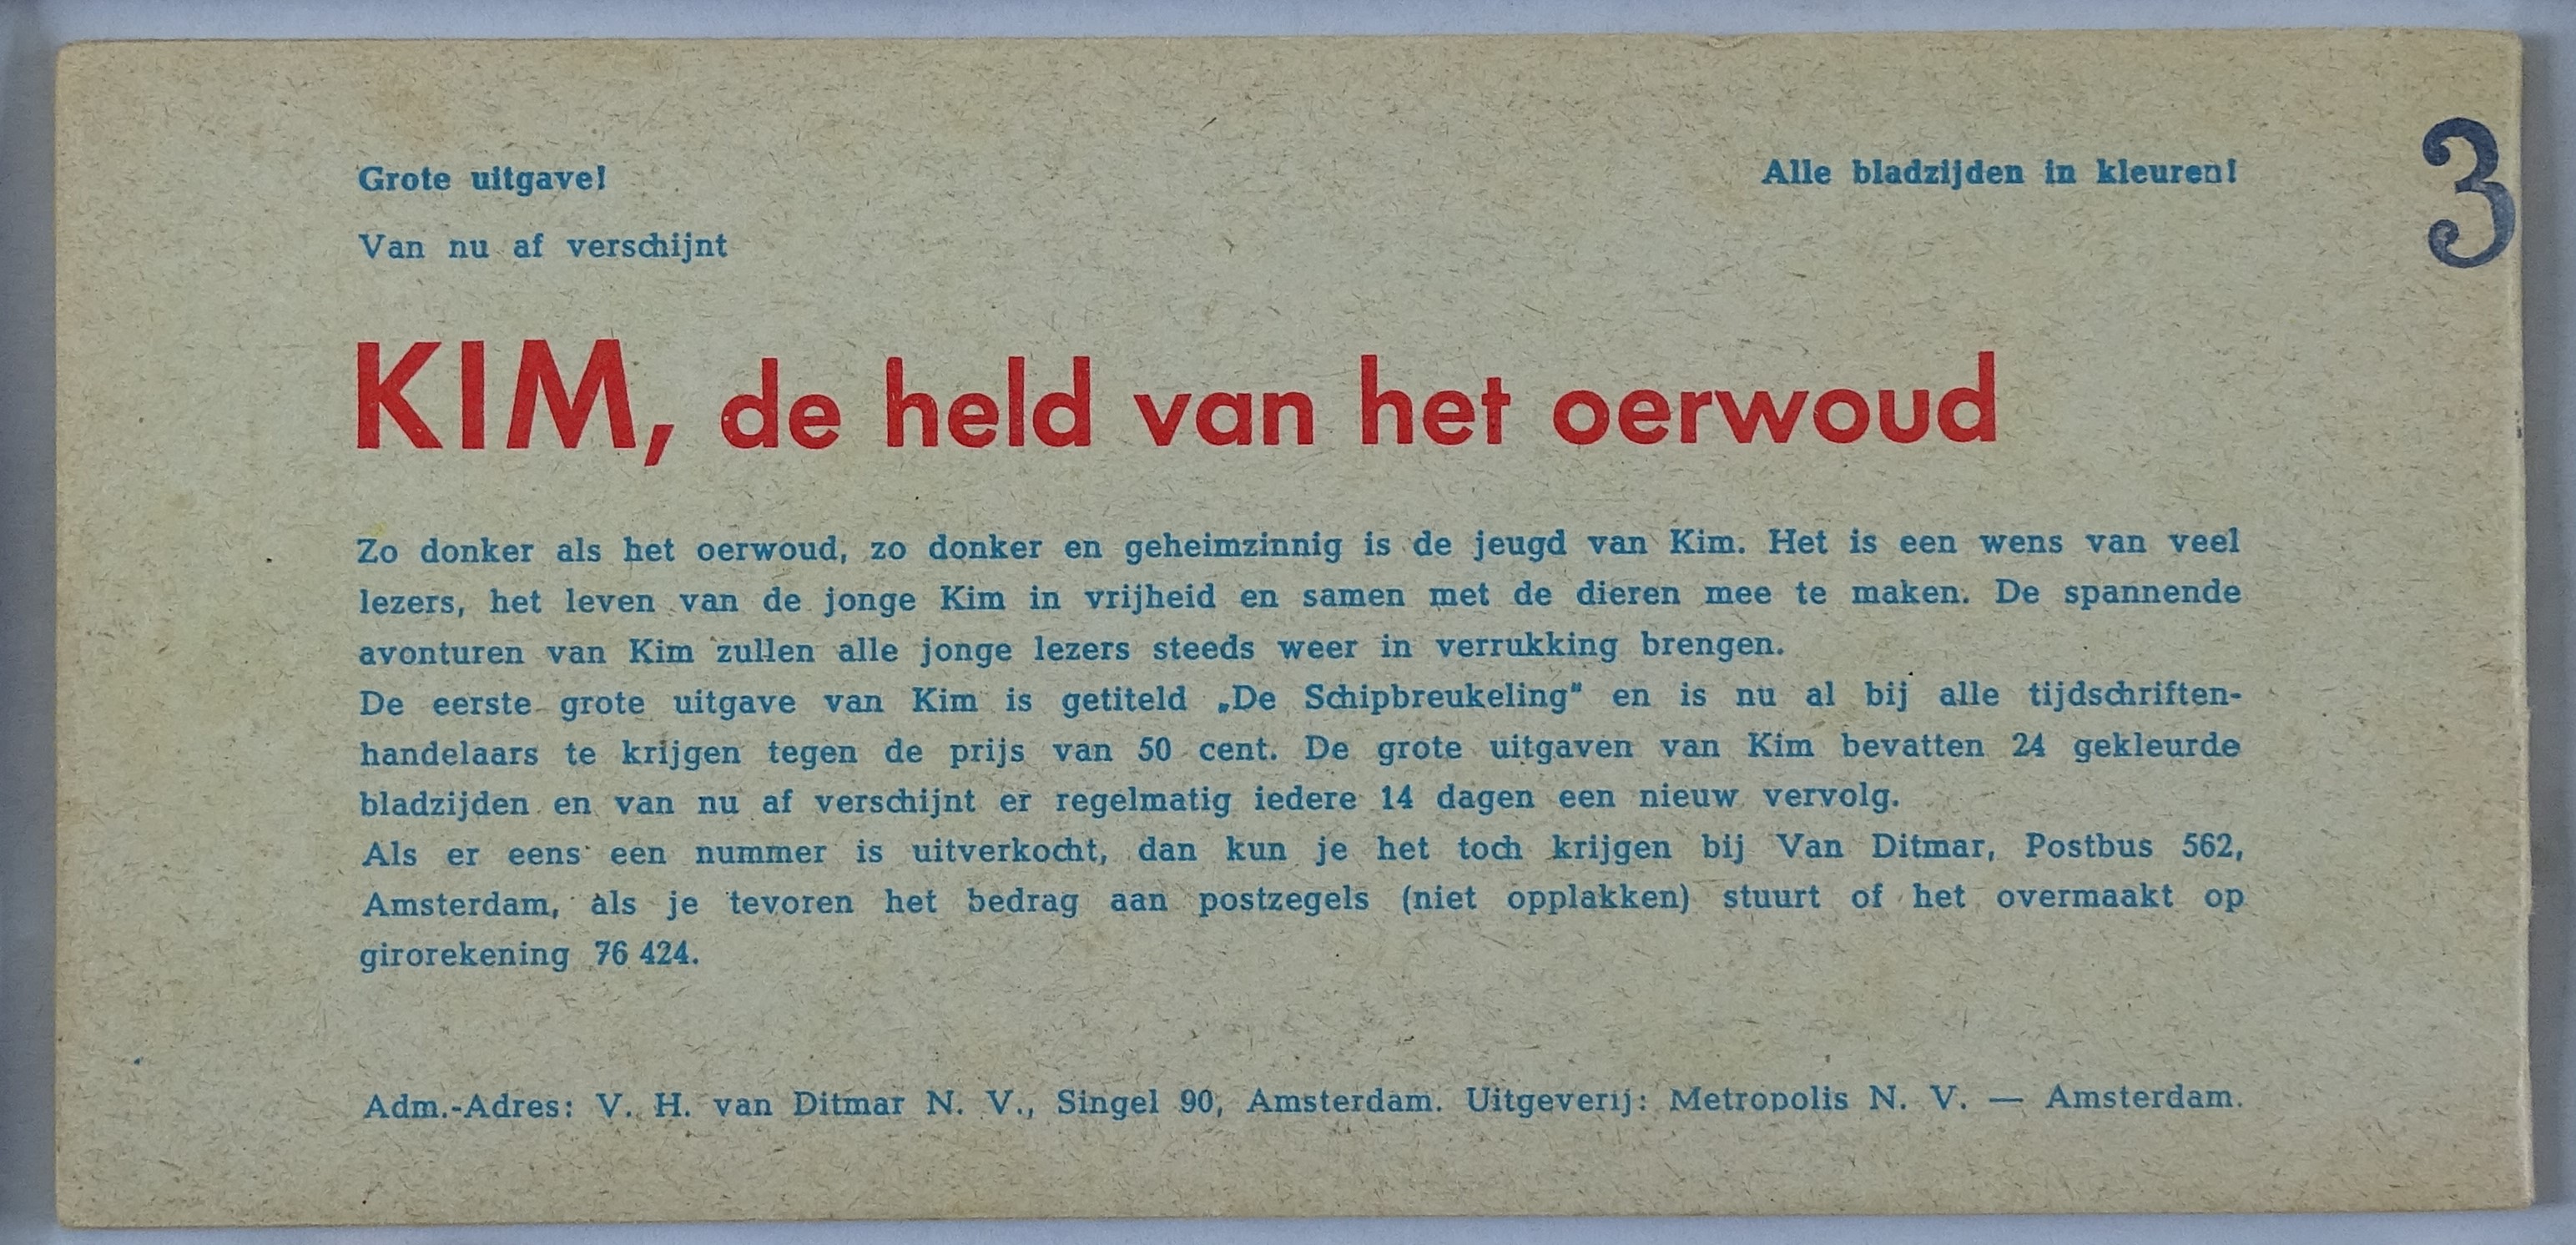 Grote uitgave!
Alle bladzijden in kleuren!
3
Van nu af verschijnt
KIM, de held van het oerwoud
Zo donker als het oerwoud, zo donker en geheimzinnig is de jeugd van Kim. Het is een wens van veel
lezers, het leven van de jonge Kim in vrijheid en samen met de dieren mee te maken. De spannende
avonturen van Kim zullen alle jonge lezers steeds weer in verrukking brengen.
De eerste grote uitgave van Kim is getiteld „De Schipbreukeling" en is nu al bij alle tijdschriften-
handelaars te krijgen tegen de prijs van 50 cent. De grote uitgaven van Kim bevatten 24 gekleurde
bladzijden en van nu af verschijnt er regelmatig iedere 14 dagen een nieuw vervolg.
Als er eens een nummer is uitverkocht, dan kun je het toch krijgen bij Van Ditmar, Postbus 562,
Amsterdam, als je tevoren het bedrag aan postzegels (niet opplakken) stuurt of het overmaakt op
girorekening 76 424.
Adm.-Adres: V. H. van Ditmar N. V., Singel 90, Amsterdam. Uitgeverij: Metropolis N. V. — Amsterdam.